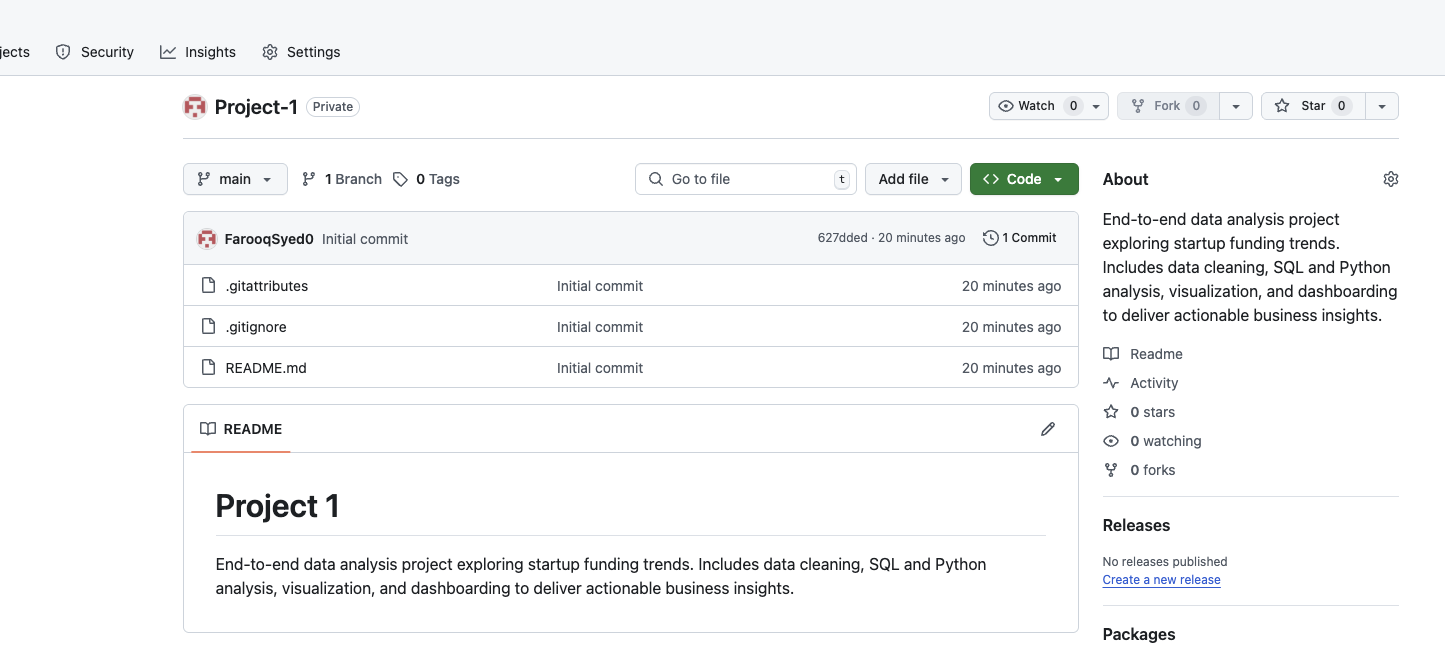 jects Security Insights Settings
Project-1 Private
Watch 0 Fork 0 Star 0
main 1 Branch 0 Tags Go to file t Add file Code
FarooqSyed0 Initial commit 627dded · 20 minutes ago 1 Commit
.gitattributes Initial commit 20 minutes ago
.gitignore Initial commit 20 minutes ago
README.md Initial commit 20 minutes ago
README
Project 1
End-to-end data analysis project exploring startup funding trends. Includes data cleaning, SQL and Python
analysis, visualization, and dashboarding to deliver actionable business insights.
About
End-to-end data analysis project
exploring startup funding trends.
Includes data cleaning, SQL and Python
analysis, visualization, and dashboarding
to deliver actionable business insights.
Readme
Activity
0 stars
0 watching
0 forks
Releases
No releases published
Create a new release
Packages